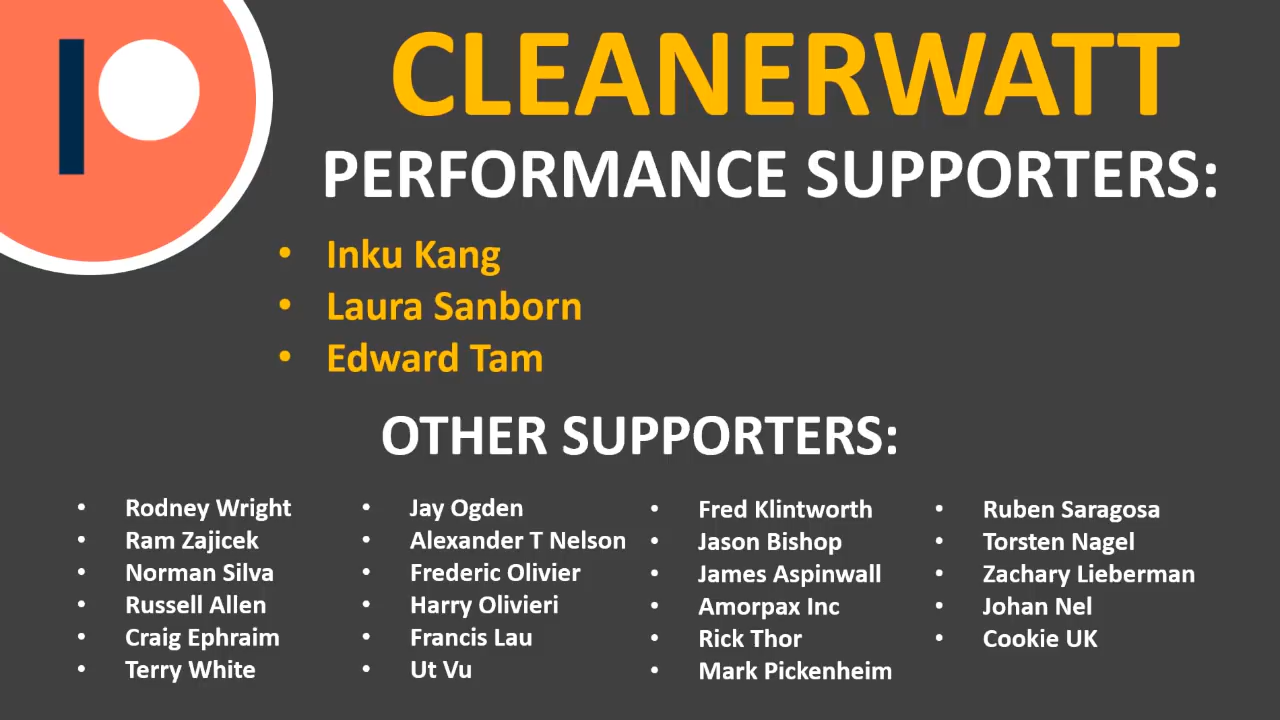 CLEANERWATT
PERFORMANCE SUPPORTERS:
• Inku Kang
• Laura Sanborn
• Edward Tam
OTHER SUPPORTERS:
• Rodney Wright
• Ram Zajicek
• Norman Silva
• Russell Allen
• Craig Ephraim
• Terry White
• Jay Ogden
• Alexander T Nelson
• Frederic Olivier
• Harry Olivieri
• Francis Lau
• Ut Vu
• Fred Klintworth
• Jason Bishop
• James Aspinwall
• Amorpax Inc
• Rick Thor
• Mark Pickenheim
• Ruben Saragosa
• Torsten Nagel
• Zachary Lieberman
• Johan Nel
• Cookie UK